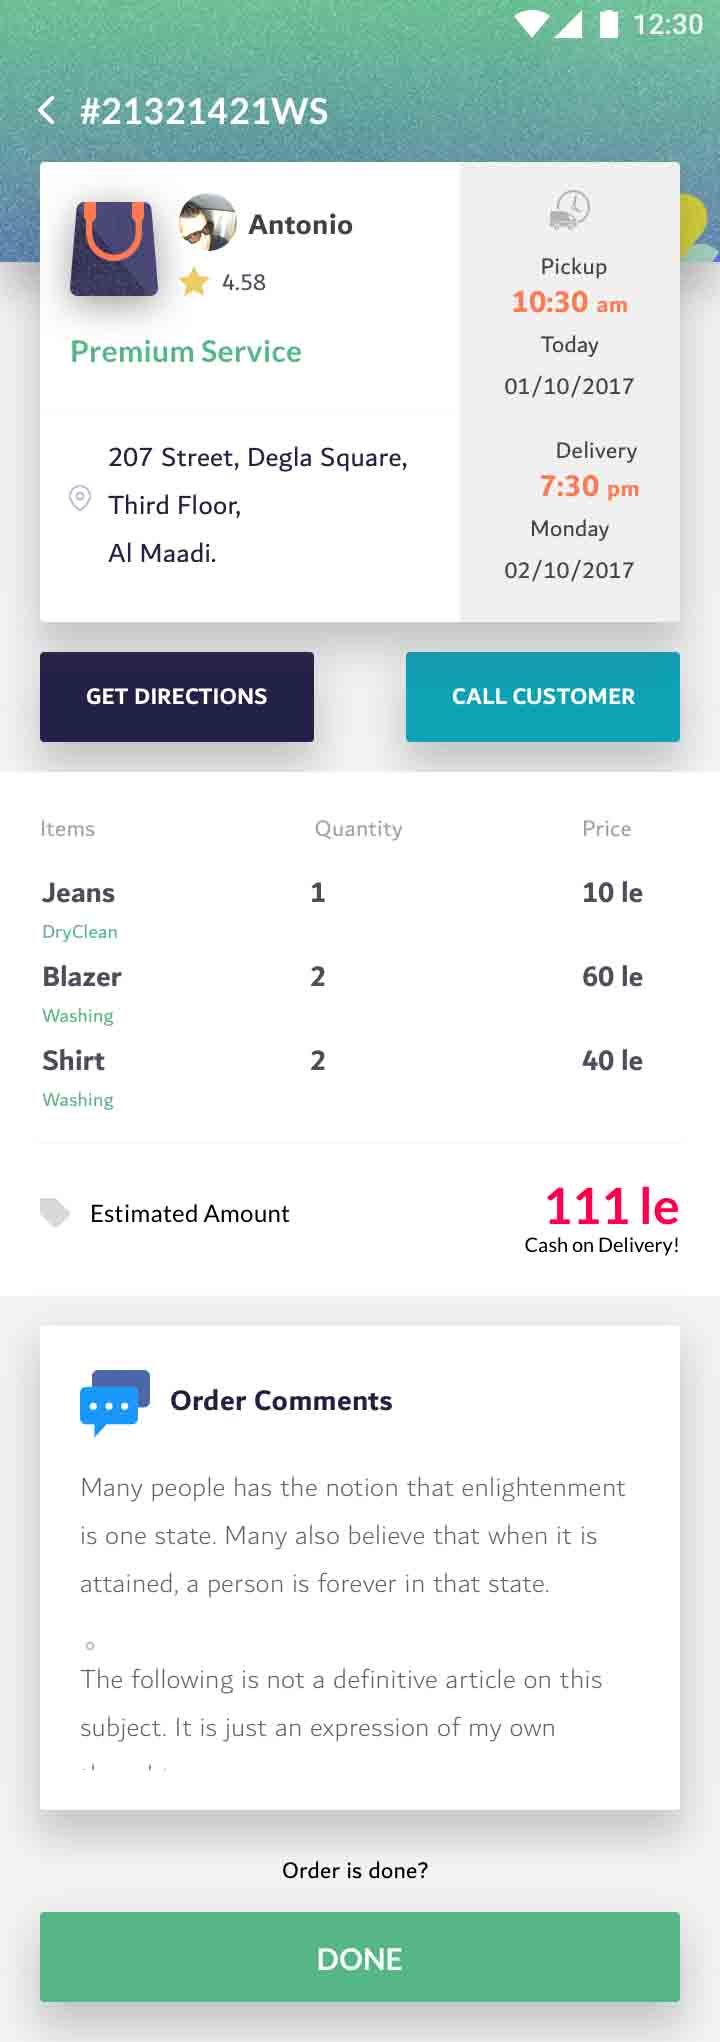 12:30
#21321421WS
Antonio
4.58
Premium Service
207 Street, Degla Square,
Third Floor,
Al Maadi.
Pickup
10:30 am
Today
01/10/2017
Delivery
7:30 pm
Monday
02/10/2017
GET DIRECTIONS
CALL CUSTOMER
Items Quantity Price
Jeans 1 10 le
DryClean
Blazer 2 60 le
Washing
Shirt 2 40 le
Washing
Estimated Amount
111 le
Cash on Delivery!
Order Comments
Many people has the notion that enlightenment
is one state. Many also believe that when it is
attained, a person is forever in that state.
The following is not a definitive article on this
subject. It is just an expression of my own
Order is done?
DONE